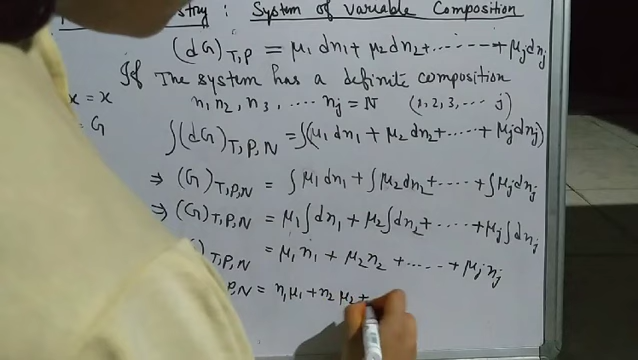 stry : System of variable Composition
(dG)T,P = μ1 dn1 + μ2 dn2 + ------- + μj dnj
If The system has a definite composition
x = x
n1, n2, n3, .... nj = N (1, 2, 3, ... j)
= G
∫(dG)T,P,N = ∫(μ1 dn1 + μ2 dn2 + ..... + μj dnj)
⇒ (G)T,P,N = ∫ μ1 dn1 + ∫ μ2 dn2 + ..... + ∫ μj dnj
⇒ (G)T,P,N = μ1 ∫ dn1 + μ2 ∫ dn2 + ..... + μj ∫ dnj
)T,P,N = μ1 n1 + μ2 n2 + ..... + μj nj
P,N = n1 μ1 + n2 μ2 +